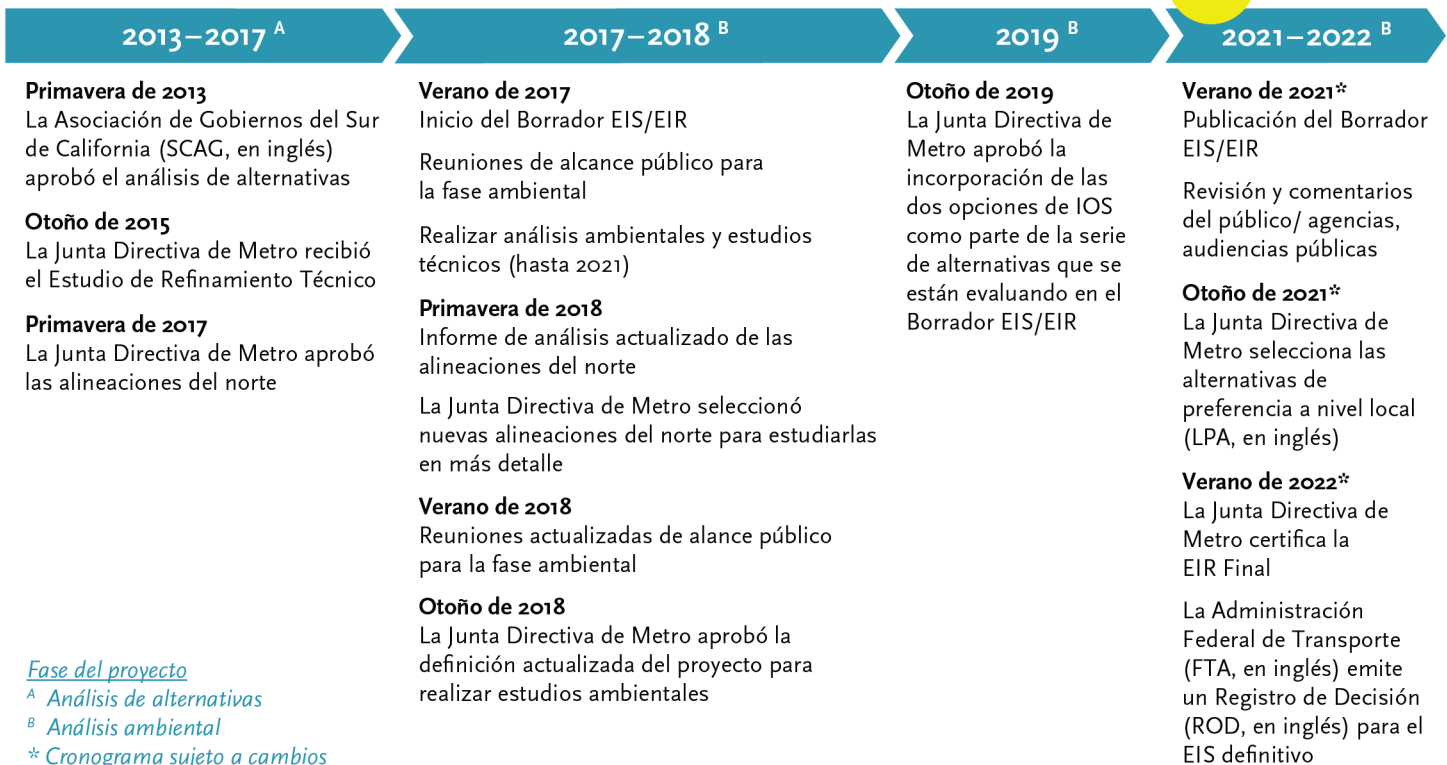 2013–2017 A
2017–2018 B
2019 B
2021–2022 B
Primavera de 2013
La Asociación de Gobiernos del Sur
de California (SCAG, en inglés)
aprobó el análisis de alternativas
Otoño de 2015
La Junta Directiva de Metro recibió
el Estudio de Refinamiento Técnico
Primavera de 2017
La Junta Directiva de Metro aprobó
las alineaciones del norte
Verano de 2017
Inicio del Borrador EIS/EIR
Reuniones de alcance público para
la fase ambiental
Realizar análisis ambientales y estudios
técnicos (hasta 2021)
Primavera de 2018
Informe de análisis actualizado de las
alineaciones del norte
La Junta Directiva de Metro seleccionó
nuevas alineaciones del norte para estudiarlas
en más detalle
Verano de 2018
Reuniones actualizadas de alance público
para la fase ambiental
Otoño de 2018
La Junta Directiva de Metro aprobó la
definición actualizada del proyecto para
realizar estudios ambientales
Otoño de 2019
La Junta Directiva de
Metro aprobó la
incorporación de las
dos opciones de IOS
como parte de la serie
de alternativas que se
están evaluando en el
Borrador EIS/EIR
Verano de 2021*
Publicación del Borrador
EIS/EIR
Revisión y comentarios
del público/ agencias,
audiencias públicas
Otoño de 2021*
La Junta Directiva de
Metro selecciona las
alternativas de
preferencia a nivel local
(LPA, en inglés)
Verano de 2022*
La Junta Directiva de
Metro certifica la
EIR Final
La Administración
Federal de Transporte
(FTA, en inglés) emite
un Registro de Decisión
(ROD, en inglés) para el
EIS definitivo
Fase del proyecto
A Análisis de alternativas
B Análisis ambiental
* Cronograma sujeto a cambios